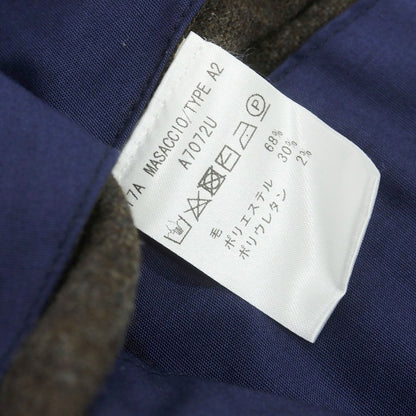 17A MASACCIO/TYPE A2
A7072U
毛 68%
ポリエステル 30%
ポリウレタン 2%